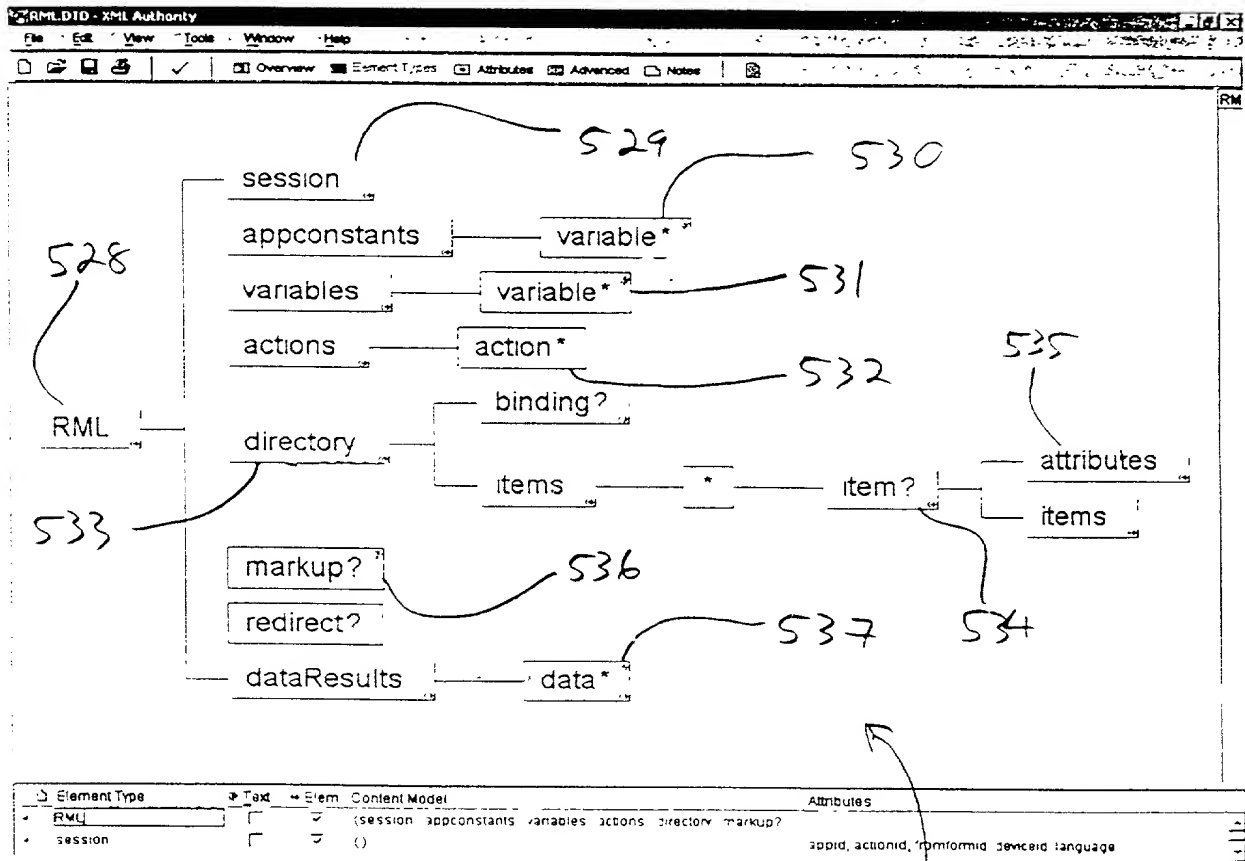 RML.DTD - XML Authority
File Edit View Tools Window Help
Overview Element Types Attributes Advanced Notes
RM
529
530
session
appconstants variable*
528
variables variable* 531
actions action*
535
532
binding?
RML
directory
attributes
items * item?
items
533
markup?
536
redirect?
537
534
dataResults data*
Element Type Text Elem Content Model Attributes
RML (session appconstants variables actions directory markup?
session () appid, actionid, fromformid deviceid language